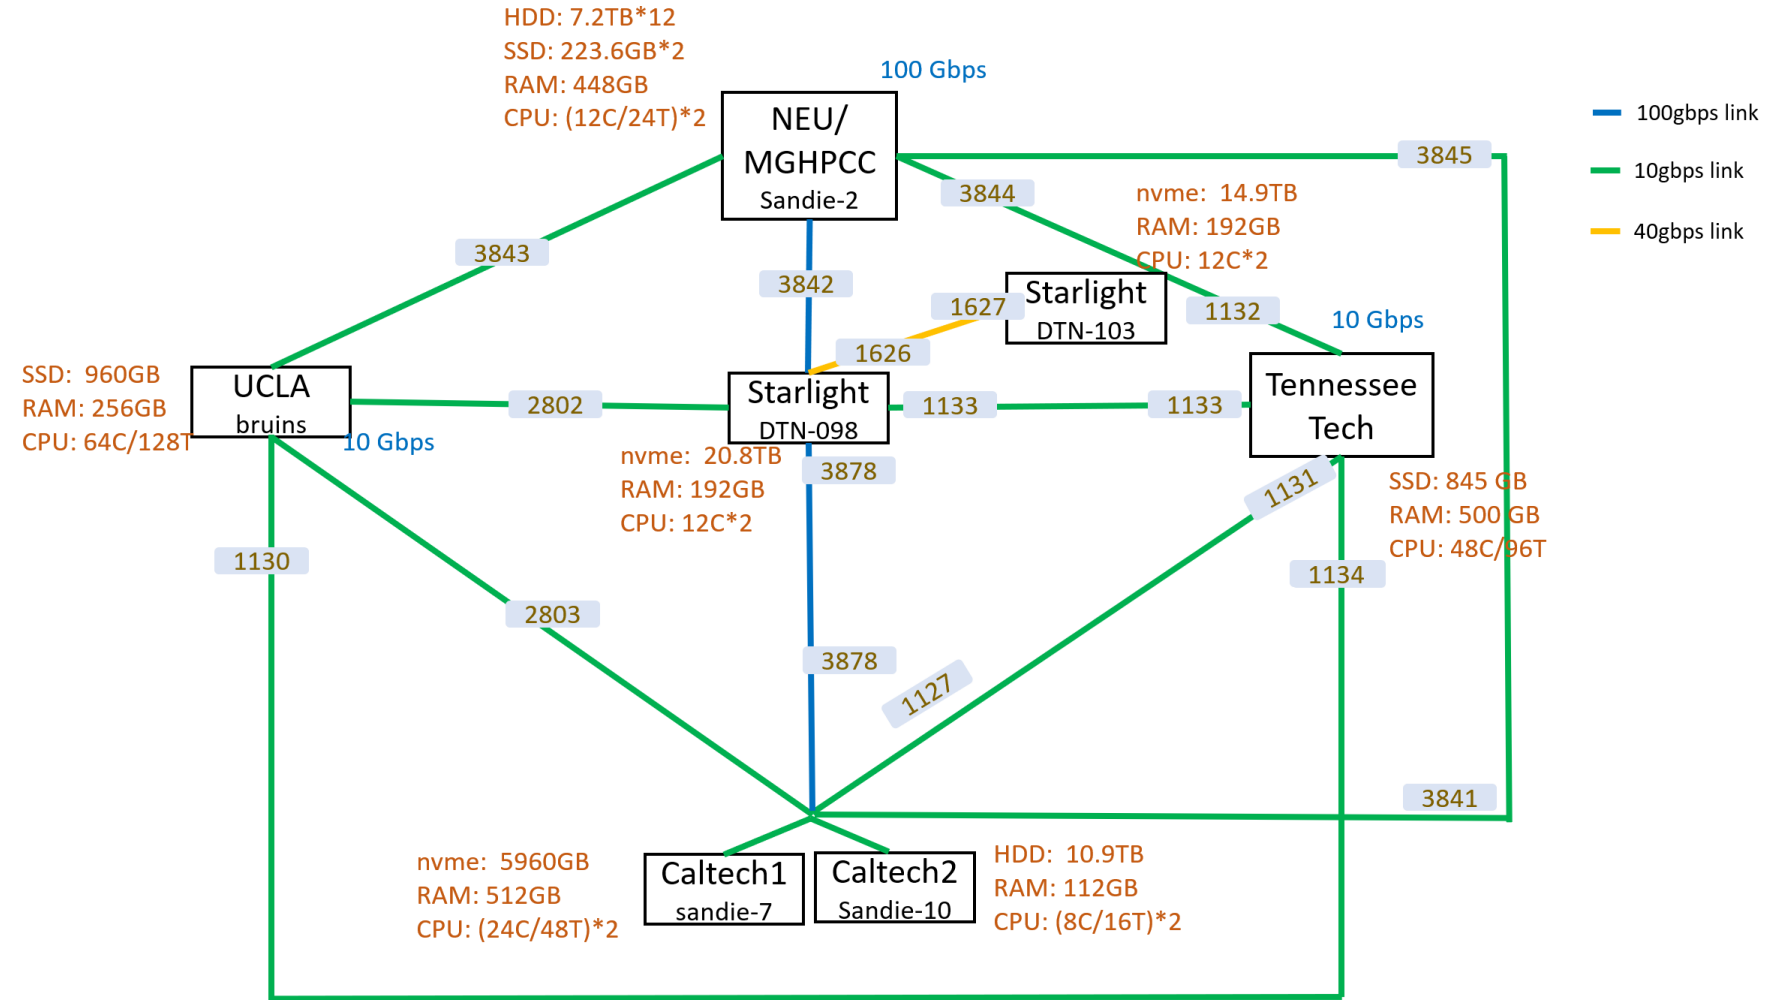 HDD: 7.2TB*12
SSD: 223.6GB*2
RAM: 448GB
CPU: (12C/24T)*2
100 Gbps
NEU/
MGHPCC
Sandie-2
100gbps link
10gbps link
40gbps link
3845
3844
3843
3842
nvme: 14.9TB
RAM: 192GB
CPU: 12C*2
Starlight
DTN-103
1627
1626
1132
10 Gbps
SSD: 960GB
RAM: 256GB
CPU: 64C/128T
UCLA
bruins
10 Gbps
2802
Starlight
DTN-098
1133
1133
Tennessee
Tech
nvme: 20.8TB
RAM: 192GB
CPU: 12C*2
3878
1131
SSD: 845 GB
RAM: 500 GB
CPU: 48C/96T
1130
1134
2803
3878
1127
3841
nvme: 5960GB
RAM: 512GB
CPU: (24C/48T)*2
Caltech1
sandie-7
Caltech2
Sandie-10
HDD: 10.9TB
RAM: 112GB
CPU: (8C/16T)*2